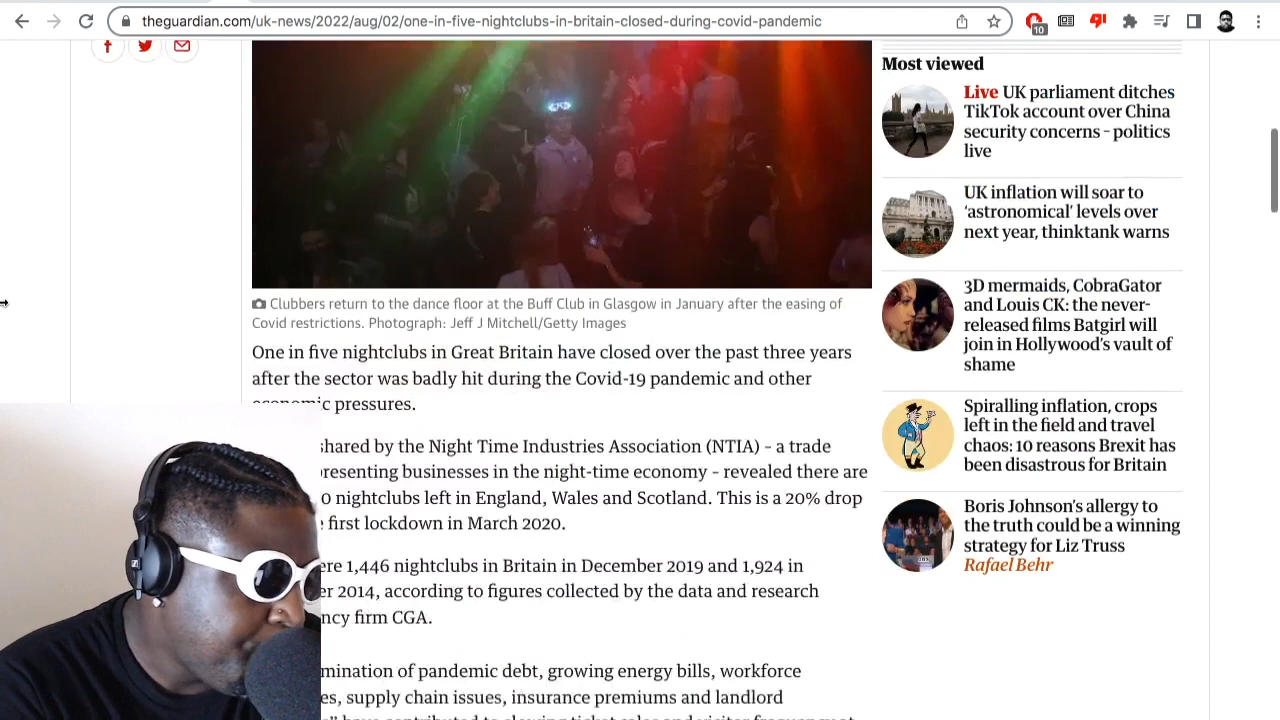 theguardian.com/uk-news/2022/aug/02/one-in-five-nightclubs-in-britain-closed-during-covid-pandemic
10
Clubbers return to the dance floor at the Buff Club in Glasgow in January after the easing of
Covid restrictions. Photograph: Jeff J Mitchell/Getty Images
One in five nightclubs in Great Britain have closed over the past three years
after the sector was badly hit during the Covid-19 pandemic and other
economic pressures.
shared by the Night Time Industries Association (NTIA) – a trade
presenting businesses in the night-time economy – revealed there are
0 nightclubs left in England, Wales and Scotland. This is a 20% drop
first lockdown in March 2020.
ere 1,446 nightclubs in Britain in December 2019 and 1,924 in
er 2014, according to figures collected by the data and research
ncy firm CGA.
mination of pandemic debt, growing energy bills, workforce
es, supply chain issues, insurance premiums and landlord
Most viewed
Live UK parliament ditches
TikTok account over China
security concerns – politics
live
UK inflation will soar to
‘astronomical’ levels over
next year, thinktank warns
3D mermaids, CobraGator
and Louis CK: the never-
released films Batgirl will
join in Hollywood’s vault of
shame
Spiralling inflation, crops
left in the field and travel
chaos: 10 reasons Brexit has
been disastrous for Britain
Boris Johnson’s allergy to
the truth could be a winning
strategy for Liz Truss
Rafael Behr